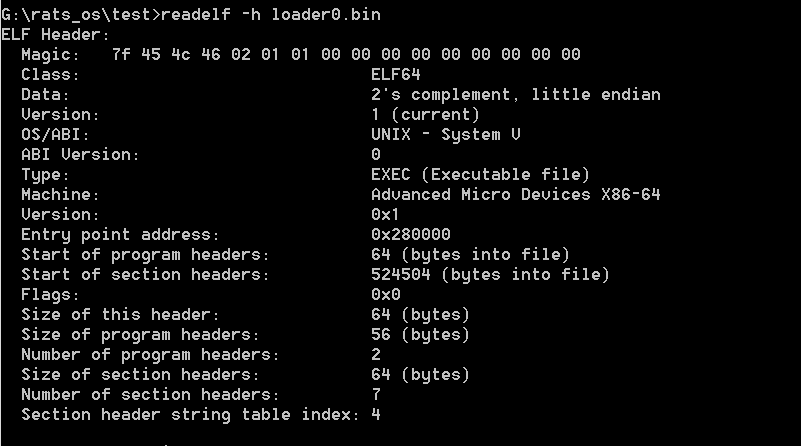 G:\rats_os\test>readelf -h loader0.bin
ELF Header:
  Magic:   7f 45 4c 46 02 01 01 00 00 00 00 00 00 00 00 00
  Class:                             ELF64
  Data:                              2's complement, little endian
  Version:                           1 (current)
  OS/ABI:                            UNIX - System V
  ABI Version:                       0
  Type:                              EXEC (Executable file)
  Machine:                           Advanced Micro Devices X86-64
  Version:                           0x1
  Entry point address:               0x280000
  Start of program headers:          64 (bytes into file)
  Start of section headers:          524504 (bytes into file)
  Flags:                             0x0
  Size of this header:               64 (bytes)
  Size of program headers:           56 (bytes)
  Number of program headers:         2
  Size of section headers:           64 (bytes)
  Number of section headers:         7
  Section header string table index: 4